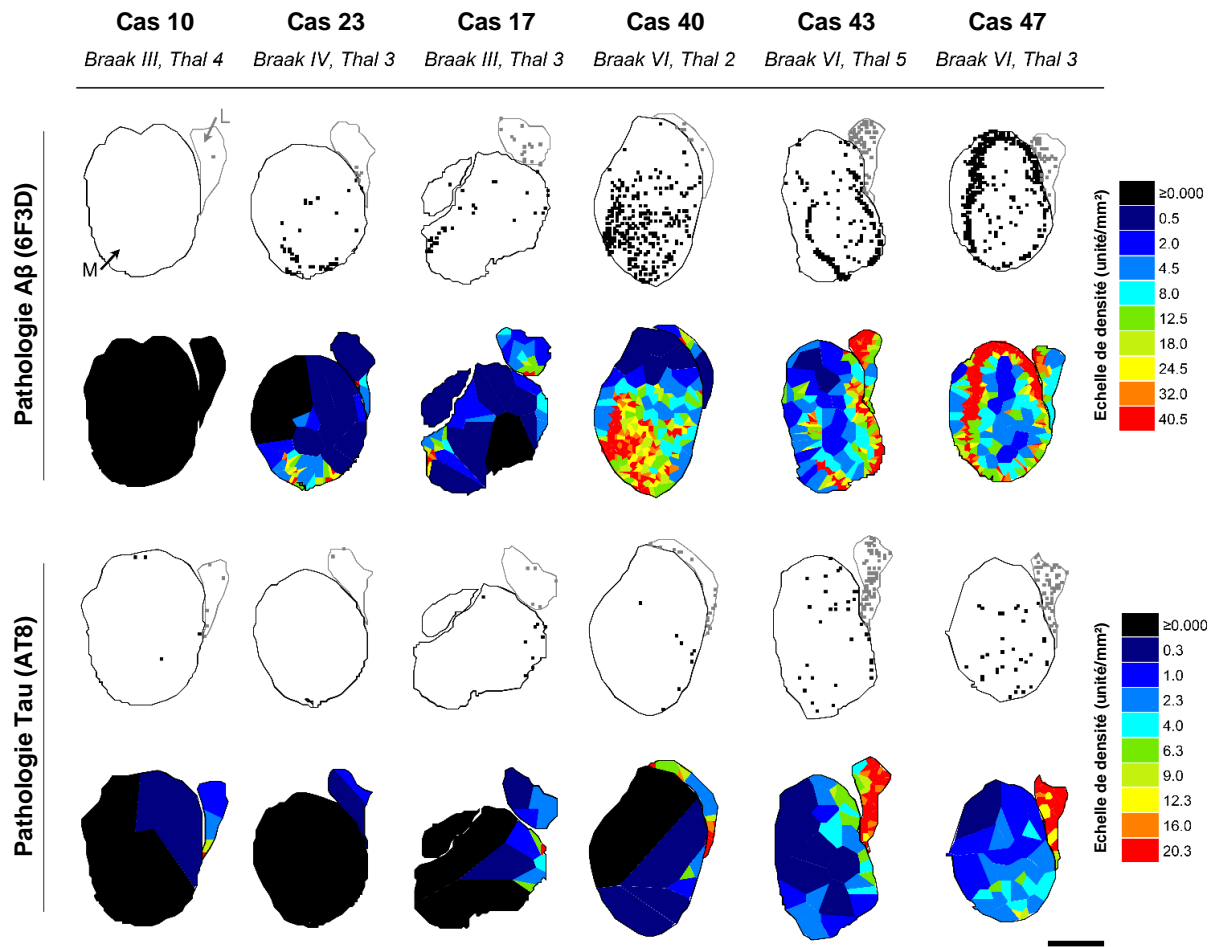 Cas 10 Cas 23 Cas 17 Cas 40 Cas 43 Cas 47
Braak III, Thal 4 Braak IV, Thal 3 Braak III, Thal 3 Braak VI, Thal 2 Braak VI, Thal 5 Braak VI, Thal 3
Pathologie Aβ (6F3D)
L
M
Echelle de densité (unité/mm²)
≥0.000
0.5
2.0
4.5
8.0
12.5
18.0
24.5
32.0
40.5
Pathologie Tau (AT8)
Echelle de densité (unité/mm²)
≥0.000
0.3
1.0
2.3
4.0
6.3
9.0
12.3
16.0
20.3